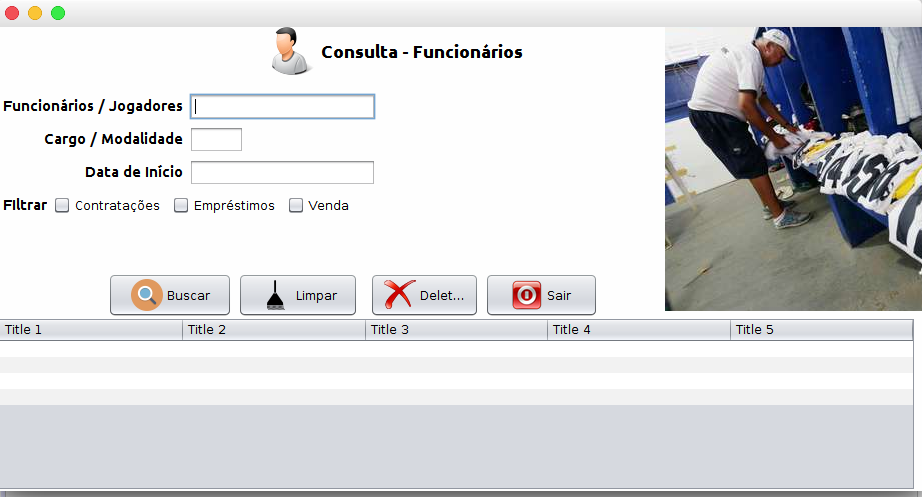 Consulta - Funcionários
Funcionários / Jogadores
Cargo / Modalidade
Data de Início
FIltrar Contratações Empréstimos Venda
Buscar Limpar Delet... Sair
Title 1 Title 2 Title 3 Title 4 Title 5